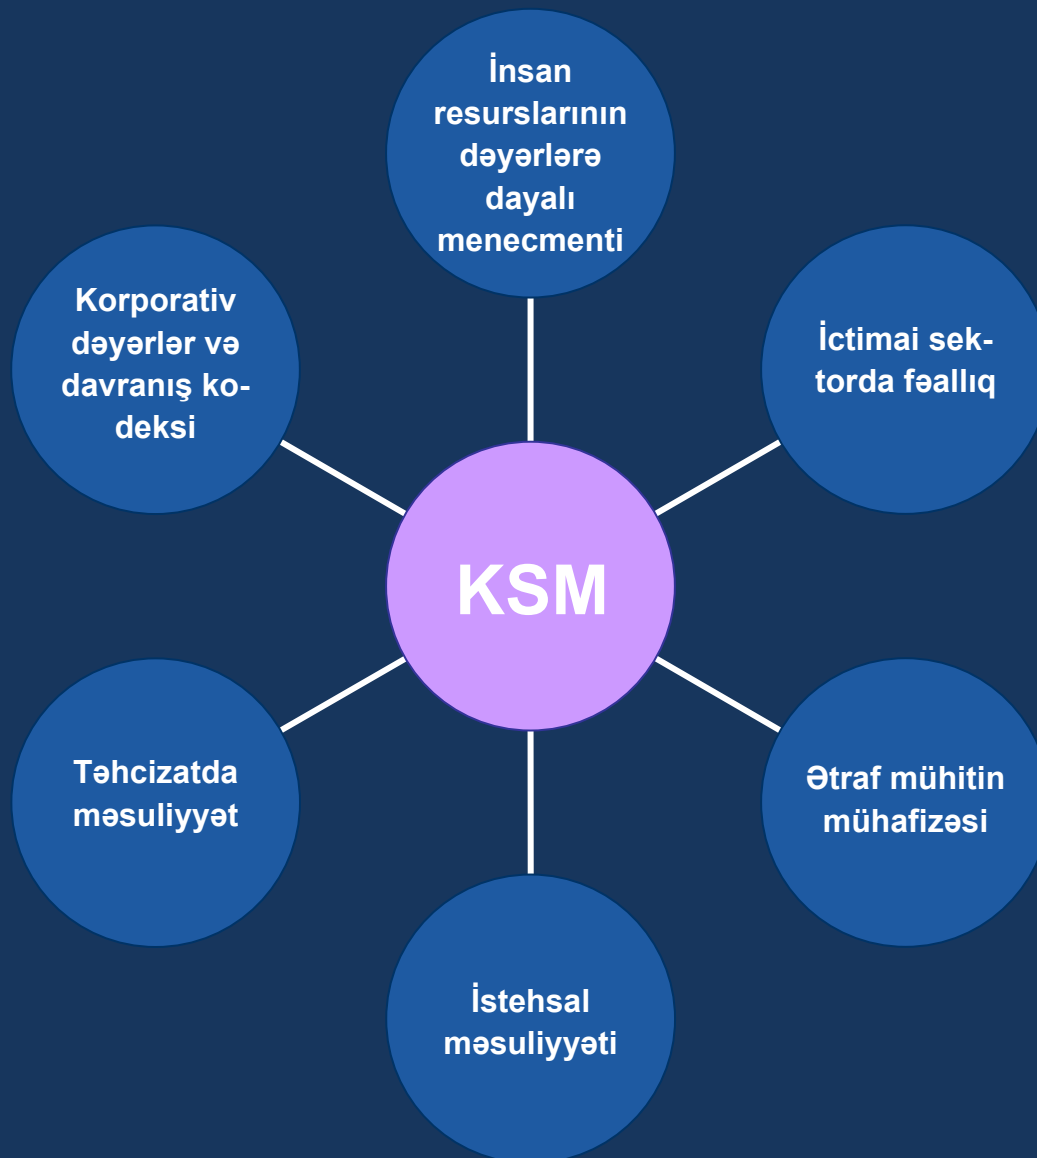 İnsan
resurslarının
dəyərlərə
dayalı
menecmenti
Korporativ
dəyərlər və
davranış ko-
deksi
İctimai sek-
torda fəallıq
KSM
Təhcizatda
məsuliyyət
Ətraf mühitin
mühafizəsi
İstehsal
məsuliyyəti